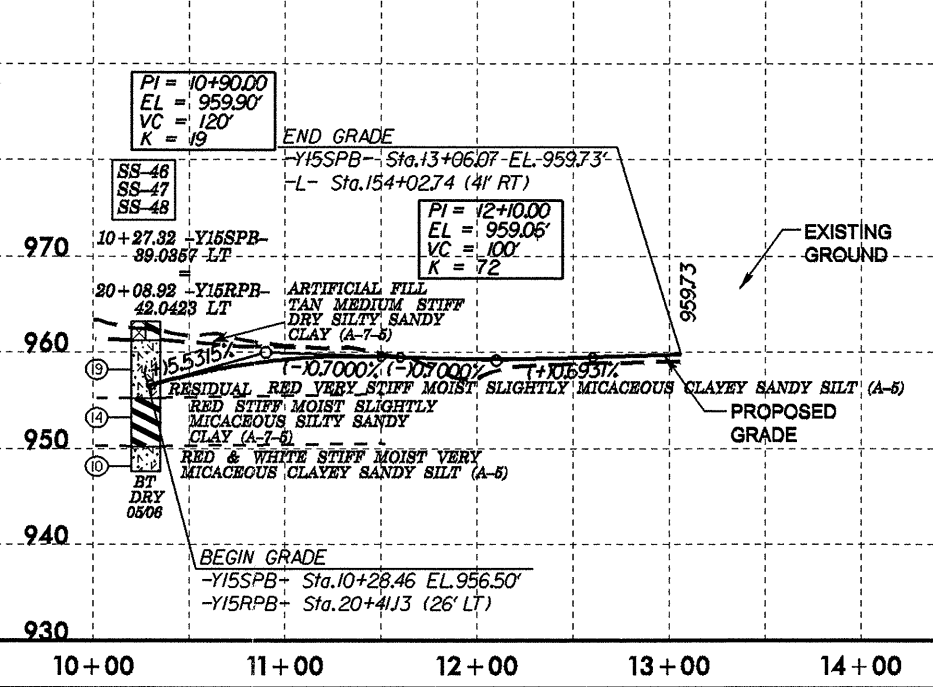 PI = 10+90.00
EL = 959.90'
VC = 120'
K = 19
END GRADE
-Y15SPB- Sta.13+06.07 EL.959.73'
-L- Sta.154+02.74 (41' RT)
SS-46
SS-47
SS-48
PI = 12+10.00
EL = 959.06'
VC = 100'
K = 72
10+27.32 -Y15SPB-
39.0357 LT
=
20+08.92 -Y15RPB-
42.0423 LT
970
EXISTING
GROUND
959.73
ARTIFICIAL FILL
TAN MEDIUM STIFF
DRY SILTY SANDY
CLAY (A-7-5)
960
(+)5.5315%
(-)0.7000%
(-)0.7000%
(+)0.6931%
19
RESIDUAL RED VERY STIFF MOIST SLIGHTLY MICACEOUS CLAYEY SANDY SILT (A-5)
14
RED STIFF MOIST SLIGHTLY
MICACEOUS SILTY SANDY
CLAY (A-7-5)
PROPOSED
GRADE
950
10
RED & WHITE STIFF MOIST VERY
MICACEOUS CLAYEY SANDY SILT (A-5)
BT
DRY
05/06
940
BEGIN GRADE
-Y15SPB- Sta.10+28.46 EL.956.50'
-Y15RPB- Sta.20+41.13 (26' LT)
930
10+00 11+00 12+00 13+00 14+00